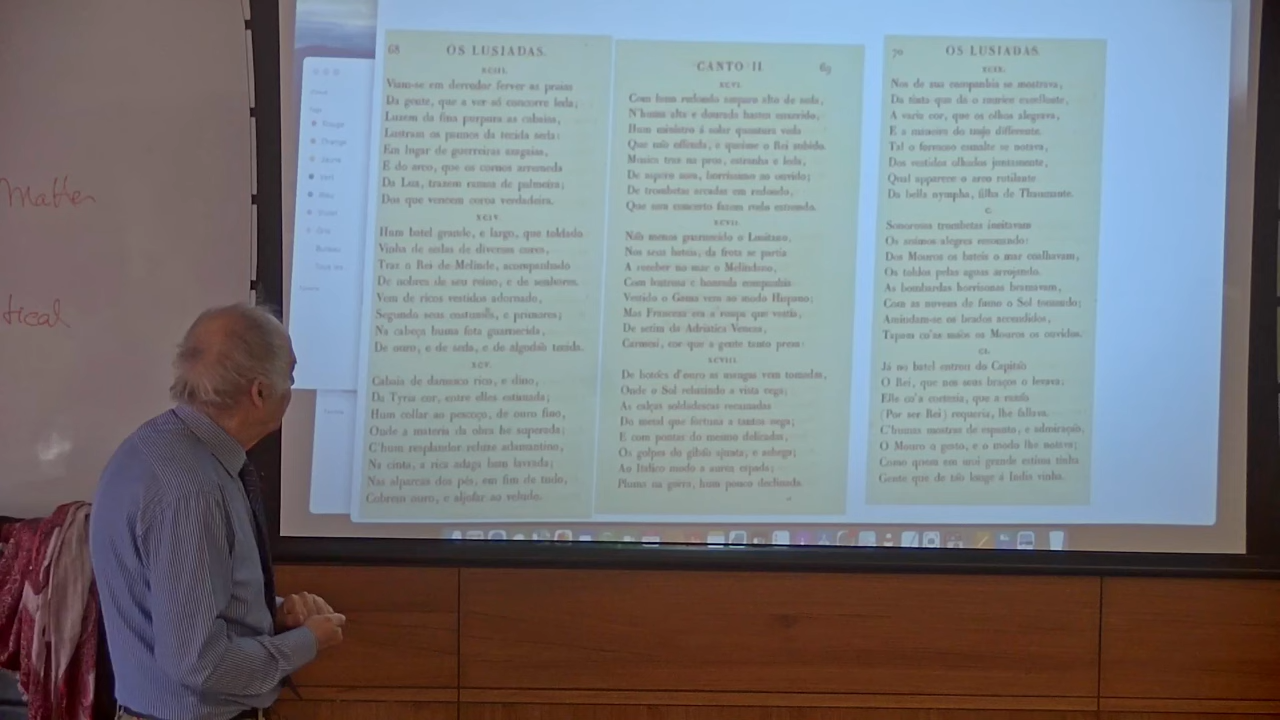 Matter
tical
68 OS LUSIADAS.
XCIII.
Viam-se em derredor ferver as praias
Da gente, que a ver só concorre leda;
Luzem da fina purpura as cabaias,
Lustram os pannos da tecida seda:
Em lugar de guerreiras azagaias,
E do arco, que os cornos arremeda
Da Lua, trazem ramos de palmeira;
Dos que vencem coroa verdadeira.
XCIV.
Hum batel grande, e largo, que toldado
Vinha de sedas de diversas cores,
Traz o Rei de Melinde, acompanhado
De nobres de seu reino, e de senhores.
Vem de ricos vestidos adornado,
Segundo seus costumes, e primores;
Na cabeça huma fota guarnecida,
De ouro, e de seda, e de algodão tecida.
XCV.
Cabaia de damasco rico, e dino,
Da Tyria cor, entre elles estimada;
Hum collar ao pescoço, de ouro fino,
Onde a materia da obra he superada;
C'hum resplandor reluze adamantino,
Na cinta, a rica adaga bem lavrada;
Nas alparcas dos pés, em fim de tudo,
Cobrem ouro, e aljofar ao veludo.
CANTO II. 69
XCVI.
Com hum redondo amparo alto de seda,
N'huma alta e dourada hastea enxerido,
Hum ministro á solar quentura veda
Que não offenda, e queime o Rei subido.
Musica traz na proa, estranha e leda,
De aspero som, horrissono ao ouvido;
De trombetas arcadas em redondo,
Que sem concerto fazem rudo estrondo.
XCVII.
Não menos guarnecido o Lusitano,
Nos seus bateis, da frota se partia
A receber no mar o Melindano,
Com lustrosa e honrada companhia.
Vestido o Gama vem ao modo Hispano;
Mas Franceza era a roupa que vestia,
De setim da Adriatica Veneza,
Carmesi, cor que a gente tanto preza:
XCVIII.
De botões d'ouro as mangas vem tomadas,
Onde o Sol reluzindo a vista cega;
As calças soldadescas recamadas
Do metal que fortuna a tantos nega;
E com pontas do mesmo delicadas,
Os golpes do gibão ajunta, e achega;
Ao Italico modo a aurea espada;
Pluma na gorra, hum pouco declinada.
70 OS LUSIADAS.
XCIX.
Nos de sua companhia se mostrava,
Da tinta que dá o murice excellente,
A varia cor, que os olhos alegrava,
E a maneira do trajo differente.
Tal o formoso esmalte se notava,
Dos vestidos olhados juntamente,
Qual apparece o arco rutilante
Da bella nympha, filha de Thaumante.
C.
Sonorosas trombetas incitavam
Os animos alegres resoando:
Dos Mouros os bateis o mar coalhavam,
Os toldos pelas aguas arrojando.
As bombardas horrisonas bramavam,
Com as nuvens de fumo o Sol tomando;
Amiudam-se os brados accendidos,
Tapam co'as mãos os Mouros os ouvidos.
CI.
Já no batel entrou do Capitão
O Rei, que nos seus braços o levava;
Elle co'a cortezia, que a razão
(Por ser Rei) requeria, lhe fallava.
C'humas mostras de espanto, e admiração,
O Mouro o gesto, e o modo lhe notava;
Como quem em mui grande estima tinha
Gente que de tão longe á India vinha.